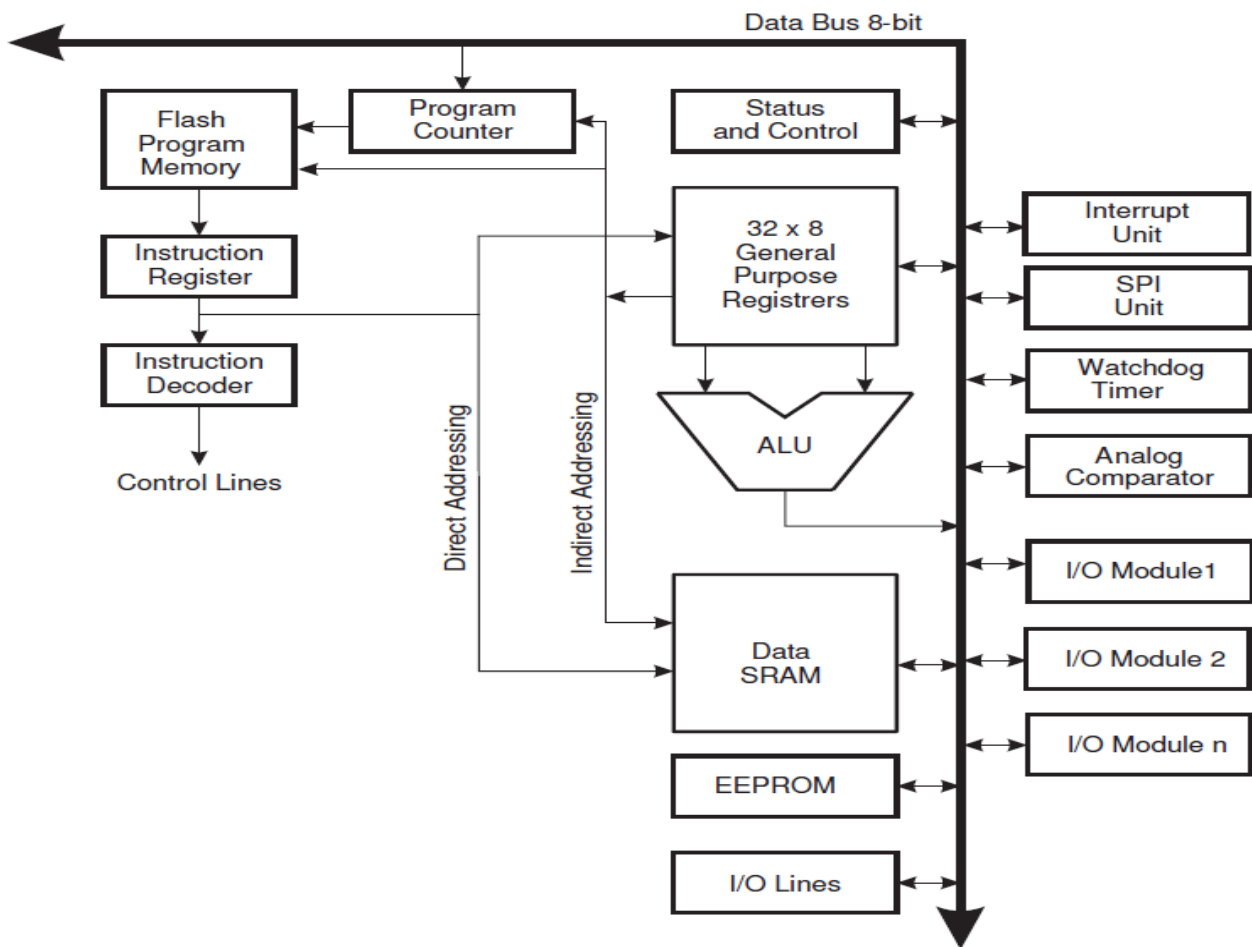 Data Bus 8-bit
Flash
Program
Memory
Program
Counter
Status
and Control
Interrupt
Unit
32 x 8
General
Purpose
Registrers
Instruction
Register
SPI
Unit
Instruction
Decoder
Watchdog
Timer
Direct Addressing
Indirect Addressing
ALU
Analog
Comparator
Control Lines
I/O Module1
Data
SRAM
I/O Module 2
I/O Module n
EEPROM
I/O Lines